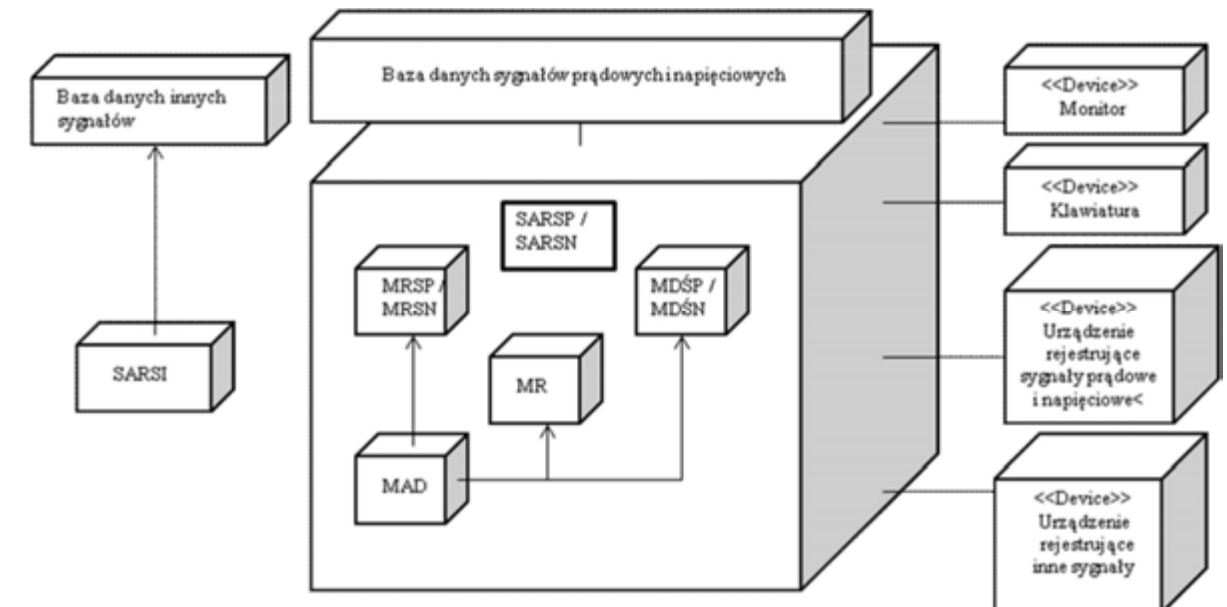 Baza danych innych
sygnałów
Baza danych sygnałów prądowych i napięciowych
<<Device>>
Monitor
<<Device>>
Klawiatura
SARSP /
SARSN
MRSP /
MRSN
MDŚP /
MDŚN
SARSI
MR
MAD
<<Device>>
Urządzenie
rejestrujące
sygnały prądowe
i napięciowe<
<<Device>>
Urządzenie
rejestrujące
inne sygnały